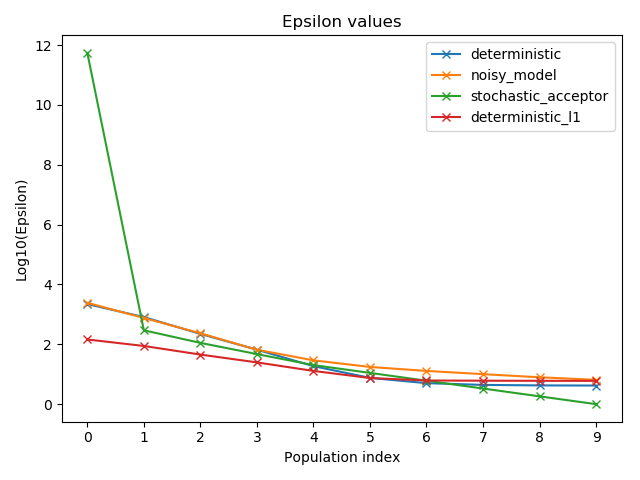 Epsilon values
12
10
8
6
4
2
0
Log10(Epsilon)
deterministic
noisy_model
stochastic_acceptor
deterministic_l1
0 1 2 3 4 5 6 7 8 9
Population index